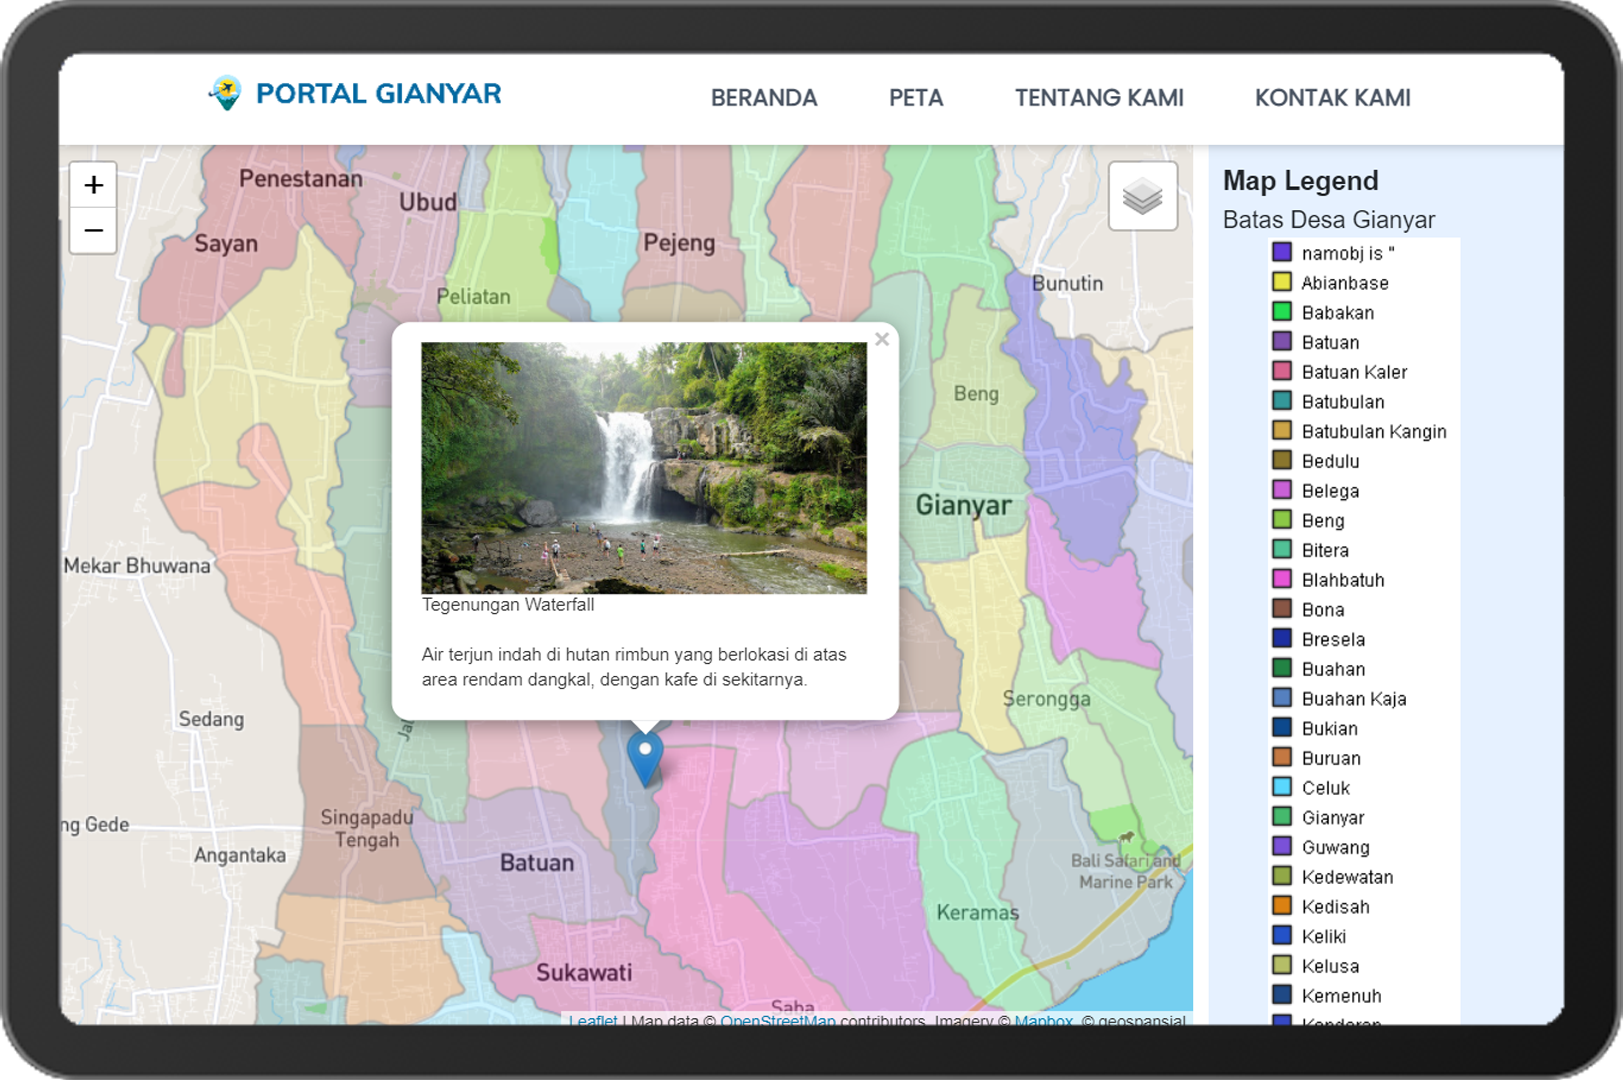 PORTAL GIANYAR
BERANDA
PETA
TENTANG KAMI
KONTAK KAMI
+
−
Penestanan
Ubud
Sayan
Pejeng
Peliatan
Bunutin
Beng
Gianyar
Mekar Bhuwana
×
Tegenungan Waterfall
Air terjun indah di hutan rimbun yang berlokasi di atas
area rendam dangkal, dengan kafe di sekitarnya.
Serongga
Sedang
Singapadu
Tengah
ng Gede
Angantaka
Batuan
Bali Safari and
Marine Park
Keramas
Sukawati
Saba
Leaflet | Map data © OpenStreetMap contributors, Imagery © Mapbox, © geospansial
Map Legend
Batas Desa Gianyar
namobj is ''
Abianbase
Babakan
Batuan
Batuan Kaler
Batubulan
Batubulan Kangin
Bedulu
Belega
Beng
Bitera
Blahbatuh
Bona
Bresela
Buahan
Buahan Kaja
Bukian
Buruan
Celuk
Gianyar
Guwang
Kedewatan
Kedisah
Keliki
Kelusa
Kemenuh